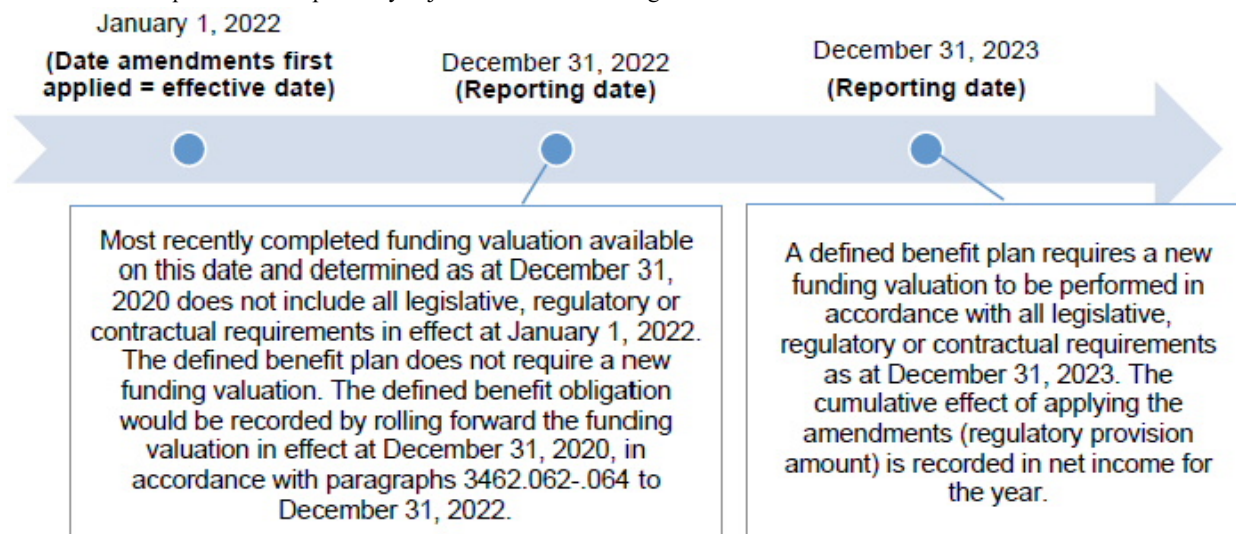 January 1, 2022
(Date amendments first
applied = effective date)
December 31, 2022
(Reporting date)
December 31, 2023
(Reporting date)
Most recently completed funding valuation available
on this date and determined as at December 31,
2020 does not include all legislative, regulatory or
contractual requirements in effect at January 1, 2022.
The defined benefit plan does not require a new
funding valuation. The defined benefit obligation
would be recorded by rolling forward the funding
valuation in effect at December 31, 2020, in
accordance with paragraphs 3462.062-.064 to
December 31, 2022.
A defined benefit plan requires a new
funding valuation to be performed in
accordance with all legislative,
regulatory or contractual requirements
as at December 31, 2023. The
cumulative effect of applying the
amendments (regulatory provision
amount) is recorded in net income for
the year.